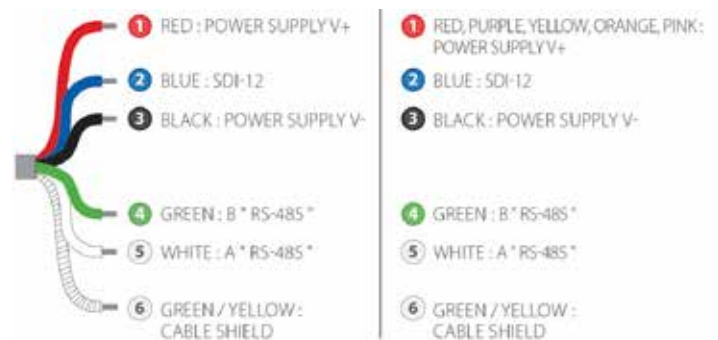 1 RED : POWER SUPPLY V+
2 BLUE : SDI-12
3 BLACK : POWER SUPPLY V-
4 GREEN : B " RS-485 "
5 WHITE : A " RS-485 "
6 GREEN / YELLOW :
CABLE SHIELD
1 RED, PURPLE, YELLOW, ORANGE, PINK :
POWER SUPPLY V+
2 BLUE : SDI-12
3 BLACK : POWER SUPPLY V-
4 GREEN : B " RS-485 "
5 WHITE : A " RS-485 "
6 GREEN / YELLOW :
CABLE SHIELD